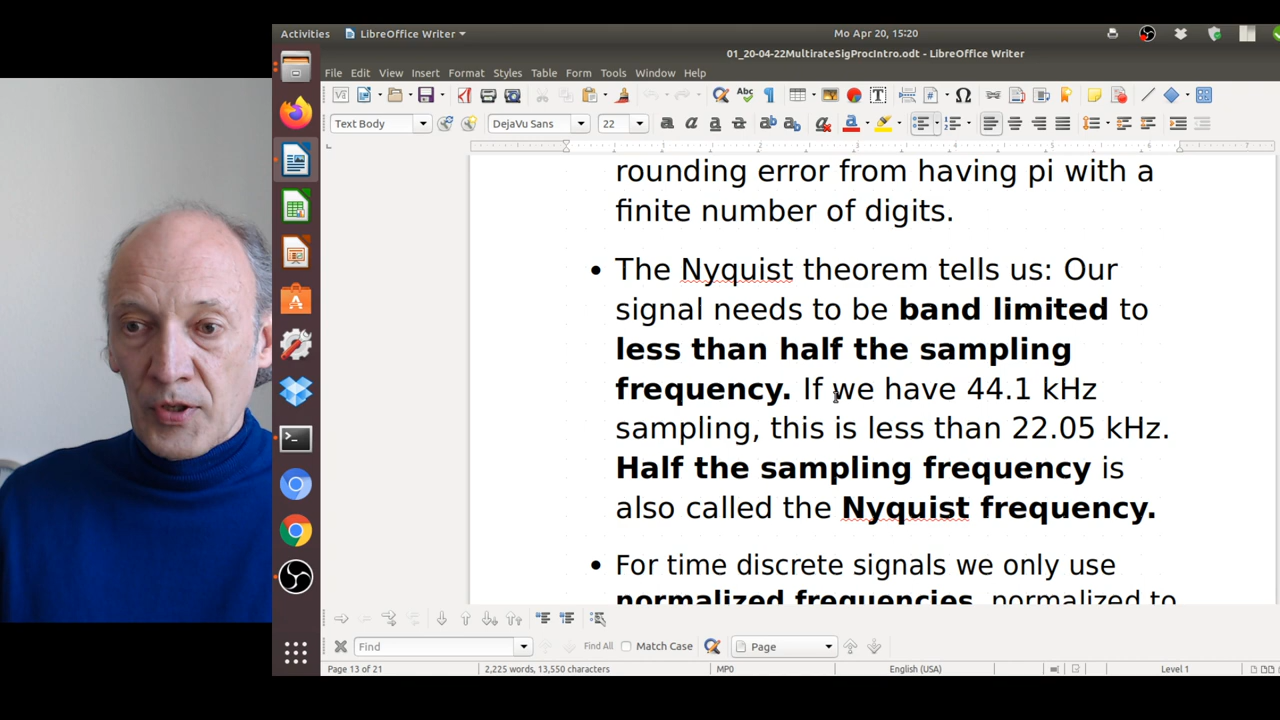 Activities LibreOffice Writer Mo Apr 20, 15:20
01_20-04-22MultirateSigProcIntro.odt - LibreOffice Writer
File Edit View Insert Format Styles Table Form Tools Window Help
Text Body DejaVu Sans 22
rounding error from having pi with a
finite number of digits.
• The Nyquist theorem tells us: Our
signal needs to be band limited to
less than half the sampling
frequency. If we have 44.1 kHz
sampling, this is less than 22.05 kHz.
Half the sampling frequency is
also called the Nyquist frequency.
• For time discrete signals we only use
normalized frequencies, normalized to
Find Find All Match Case Page
Page 13 of 21 2,225 words, 13,550 characters MP0 English (USA) Level 1